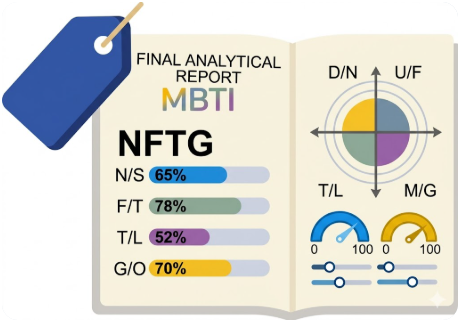 FINAL ANALYTICAL
REPORT
MBTI
NFTG
N/S 65%
F/T 78%
T/L 52%
G/O 70%
D/N U/F
T/L M/G
0 100 0 100